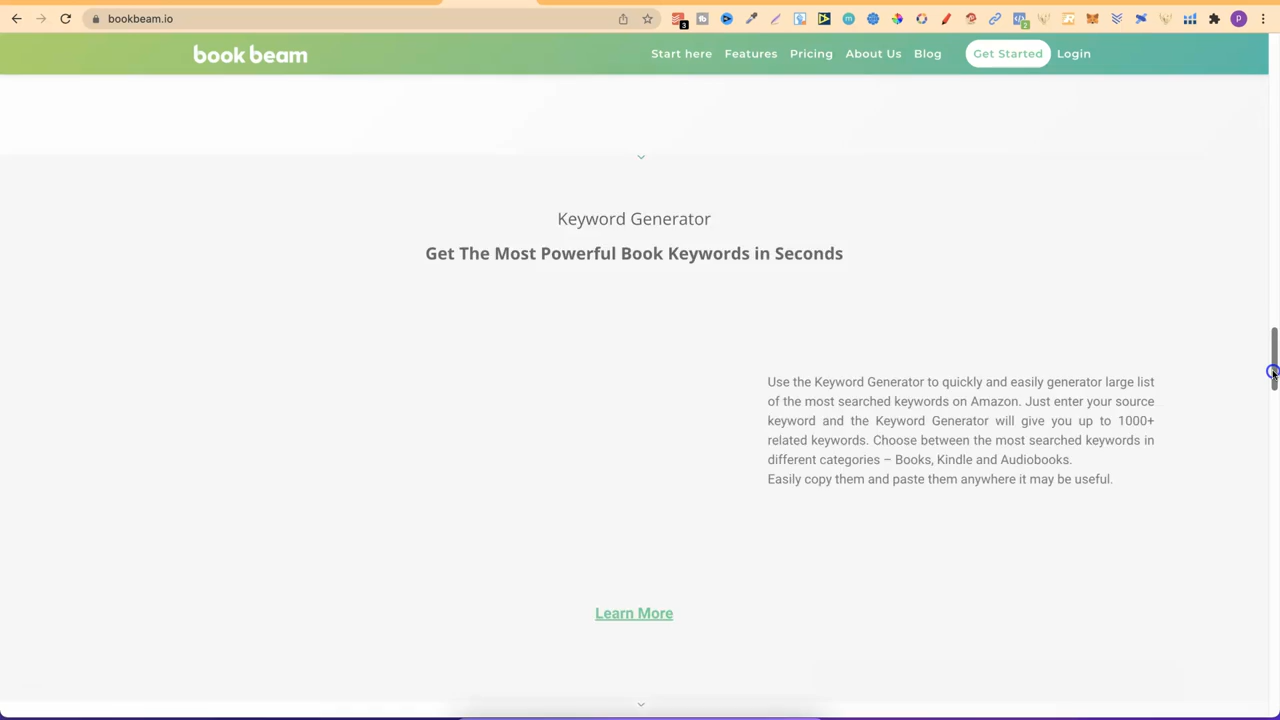 bookbeam.io
3
2
P
book beam
Start here Features Pricing About Us Blog Get Started Login
Keyword Generator
Get The Most Powerful Book Keywords in Seconds
Use the Keyword Generator to quickly and easily generator large list
of the most searched keywords on Amazon. Just enter your source
keyword and the Keyword Generator will give you up to 1000+
related keywords. Choose between the most searched keywords in
different categories – Books, Kindle and Audiobooks.
Easily copy them and paste them anywhere it may be useful.
Learn More